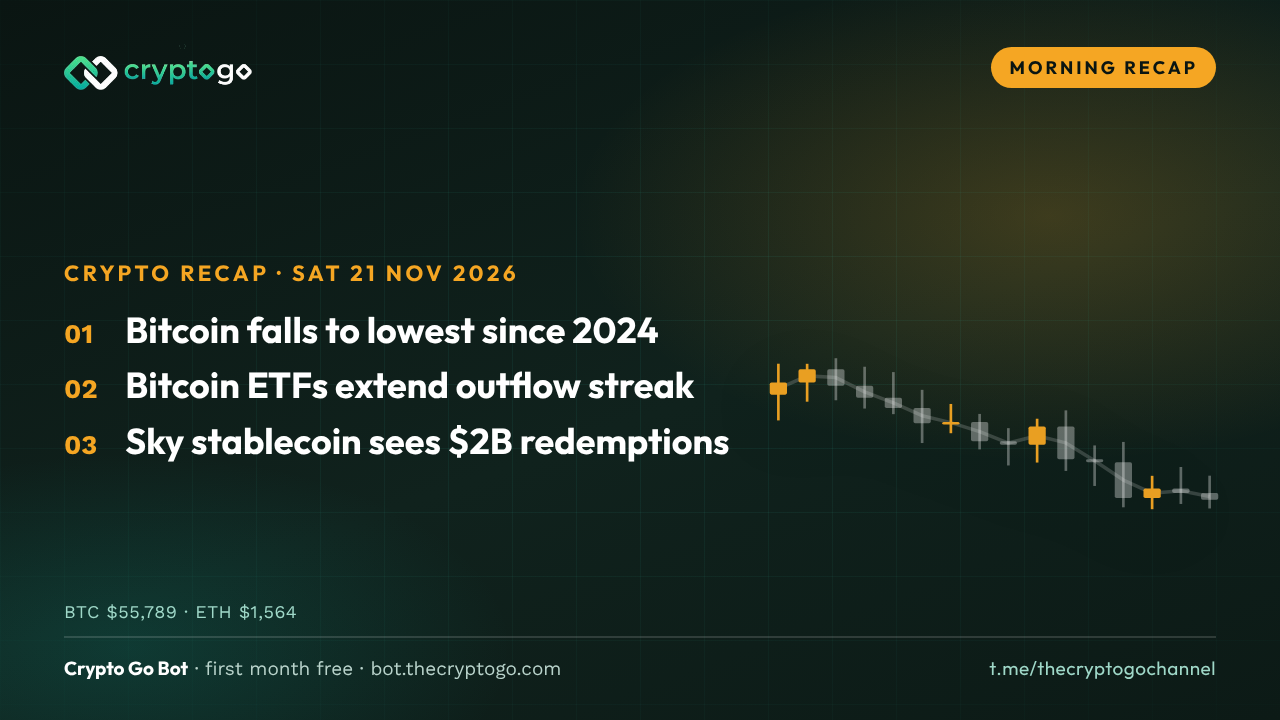 cryptogo
MORNING RECAP
CRYPTO RECAP · SAT 21 NOV 2026
01 Bitcoin falls to lowest since 2024
02 Bitcoin ETFs extend outflow streak
03 Sky stablecoin sees $2B redemptions
BTC $55,789 · ETH $1,564
Crypto Go Bot · first month free · bot.thecryptogo.com
t.me/thecryptogochannel